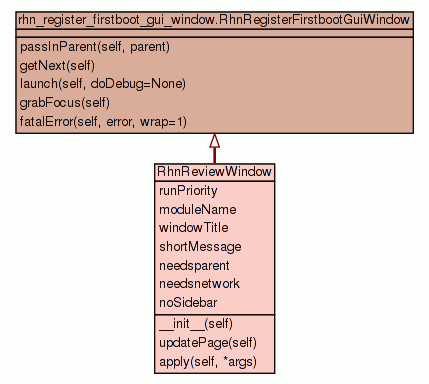 rhn_register_firstboot_gui_window.RhnRegisterFirstbootGuiWindow
passInParent(self, parent)
getNext(self)
launch(self, doDebug=None)
grabFocus(self)
fatalError(self, error, wrap=1)
RhnReviewWindow
runPriority
moduleName
windowTitle
shortMessage
needsparent
needsnetwork
noSidebar
__init__(self)
updatePage(self)
apply(self, *args)